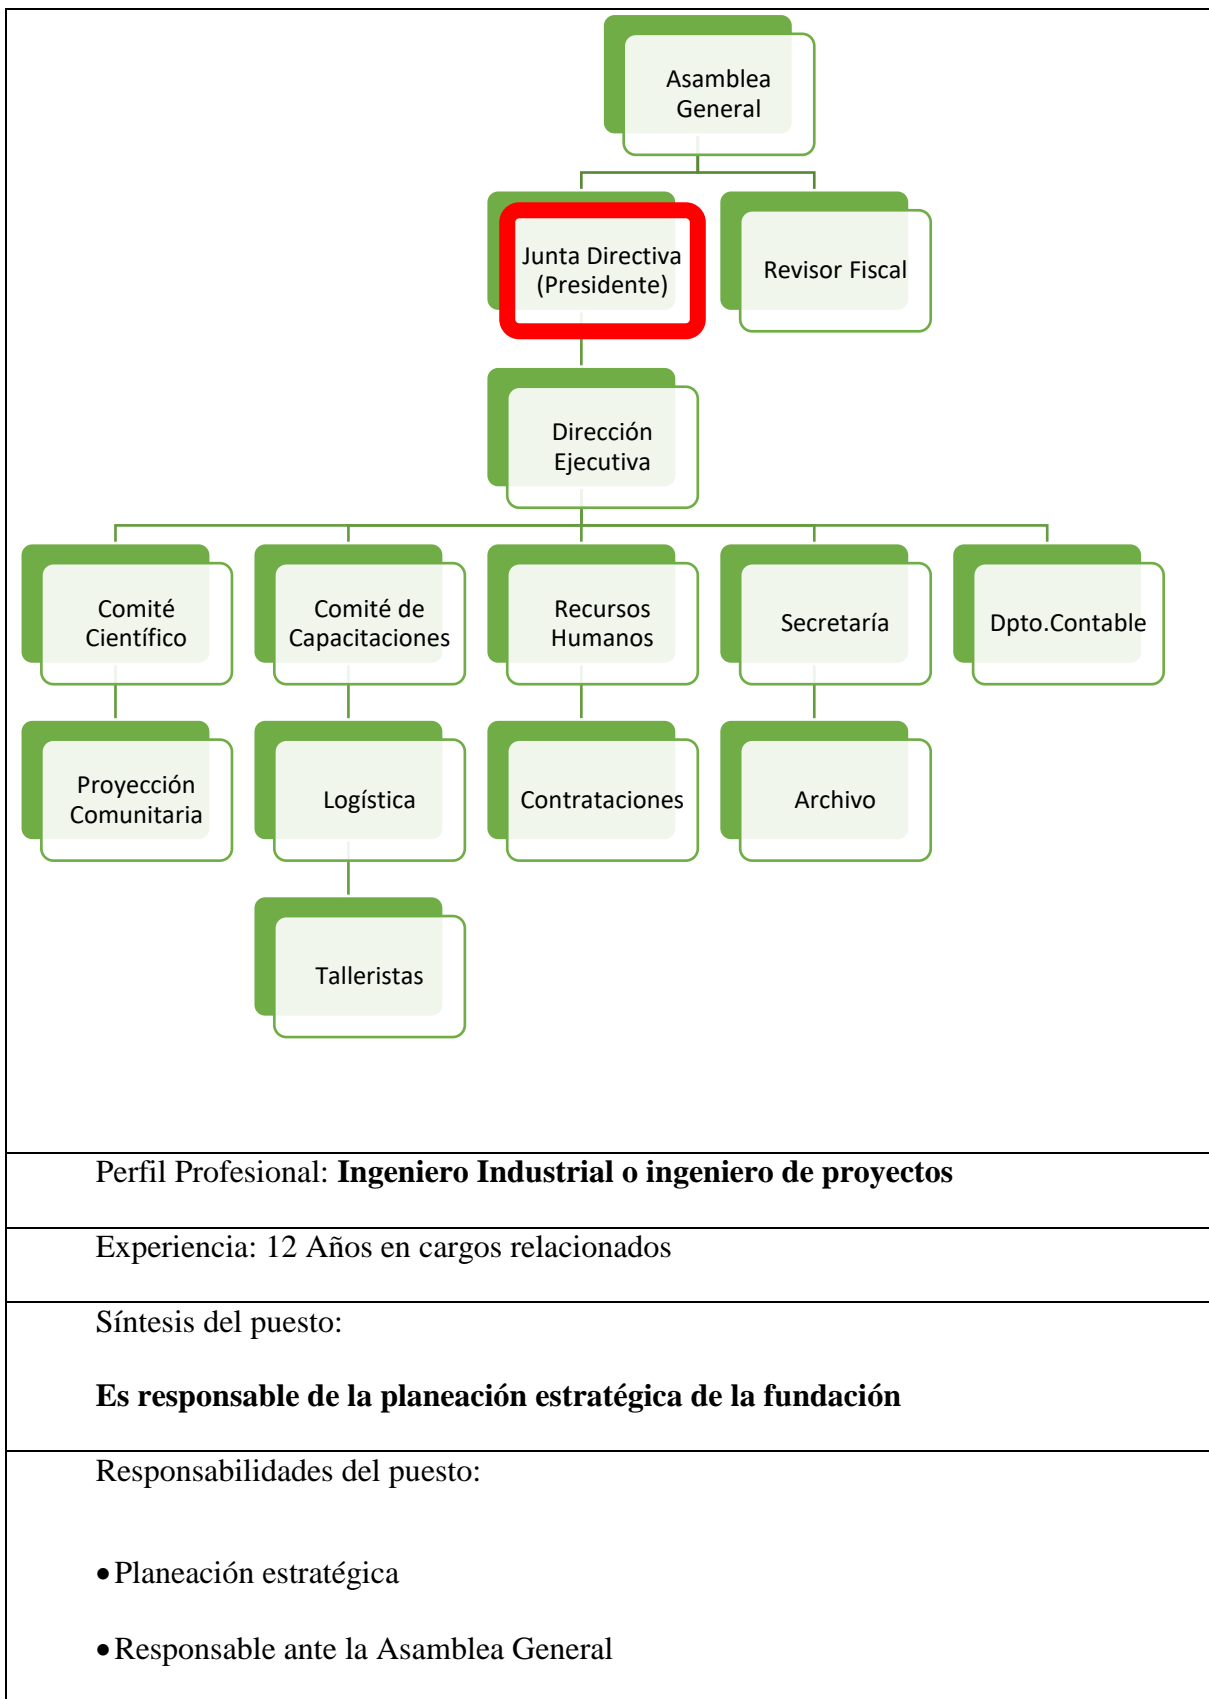 Asamblea
General
Junta Directiva
(Presidente)
Revisor Fiscal
Dirección
Ejecutiva
Comité
Científico
Comité de
Capacitaciones
Recursos
Humanos
Secretaría
Dpto.Contable
Proyección
Comunitaria
Logística
Contrataciones
Archivo
Talleristas
Perfil Profesional: Ingeniero Industrial o ingeniero de proyectos
Experiencia: 12 Años en cargos relacionados
Síntesis del puesto:
Es responsable de la planeación estratégica de la fundación
Responsabilidades del puesto:
•Planeación estratégica
•Responsable ante la Asamblea General